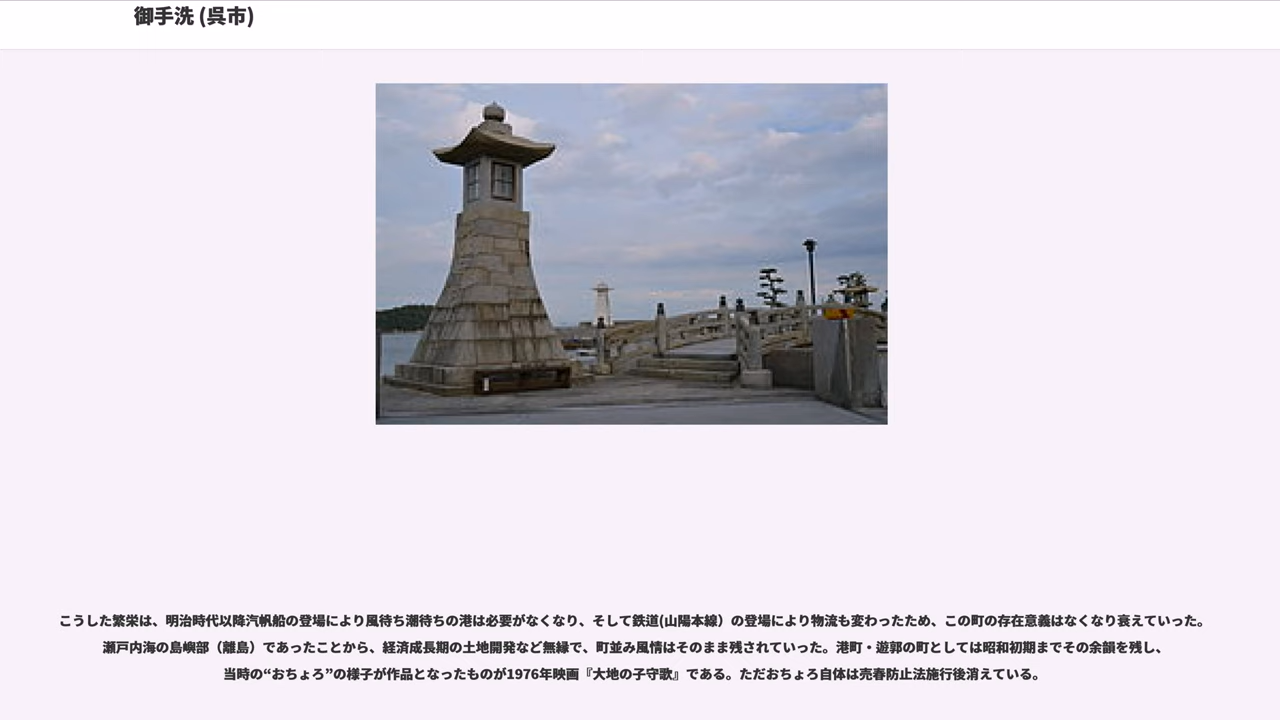 御手洗 (呉市)
こうした繁栄は、明治時代以降汽帆船の登場により風待ち潮待ちの港は必要がなくなり、そして鉄道(山陽本線）の登場により物流も変わったため、この町の存在意義はなくなり衰えていった。
瀬戸内海の島嶼部（離島）であったことから、経済成長期の土地開発など無縁で、町並み風情はそのまま残されていった。港町・遊郭の町としては昭和初期までその余韻を残し、
当時の“おちょろ”の様子が作品となったものが1976年映画『大地の子守歌』である。ただおちょろ自体は売春防止法施行後消えている。